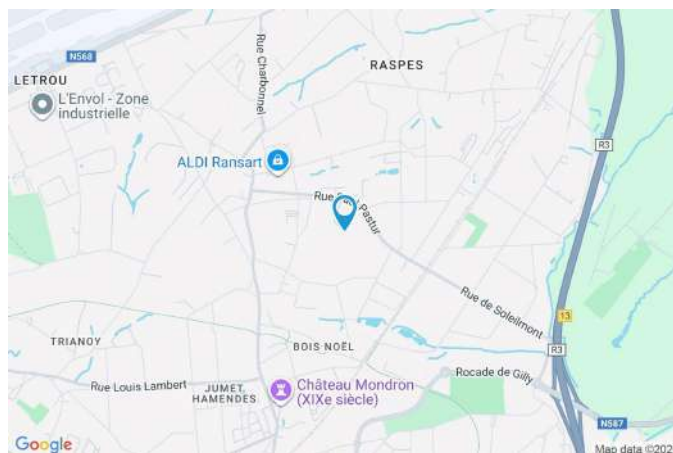 N568
LETROU
L'Envol - Zone
industrielle
Rue Charbonnel
RASPES
R3
ALDI Ransart
Pastur
Rue de Soleilmont
13
R3
TRIANOY
BOIS NOËL
Rue Louis Lambert
JUMET,
HAMENDES
Château Mondron
(XIXe siècle)
Rocade de Gilly
N587
Google
Map data ©202